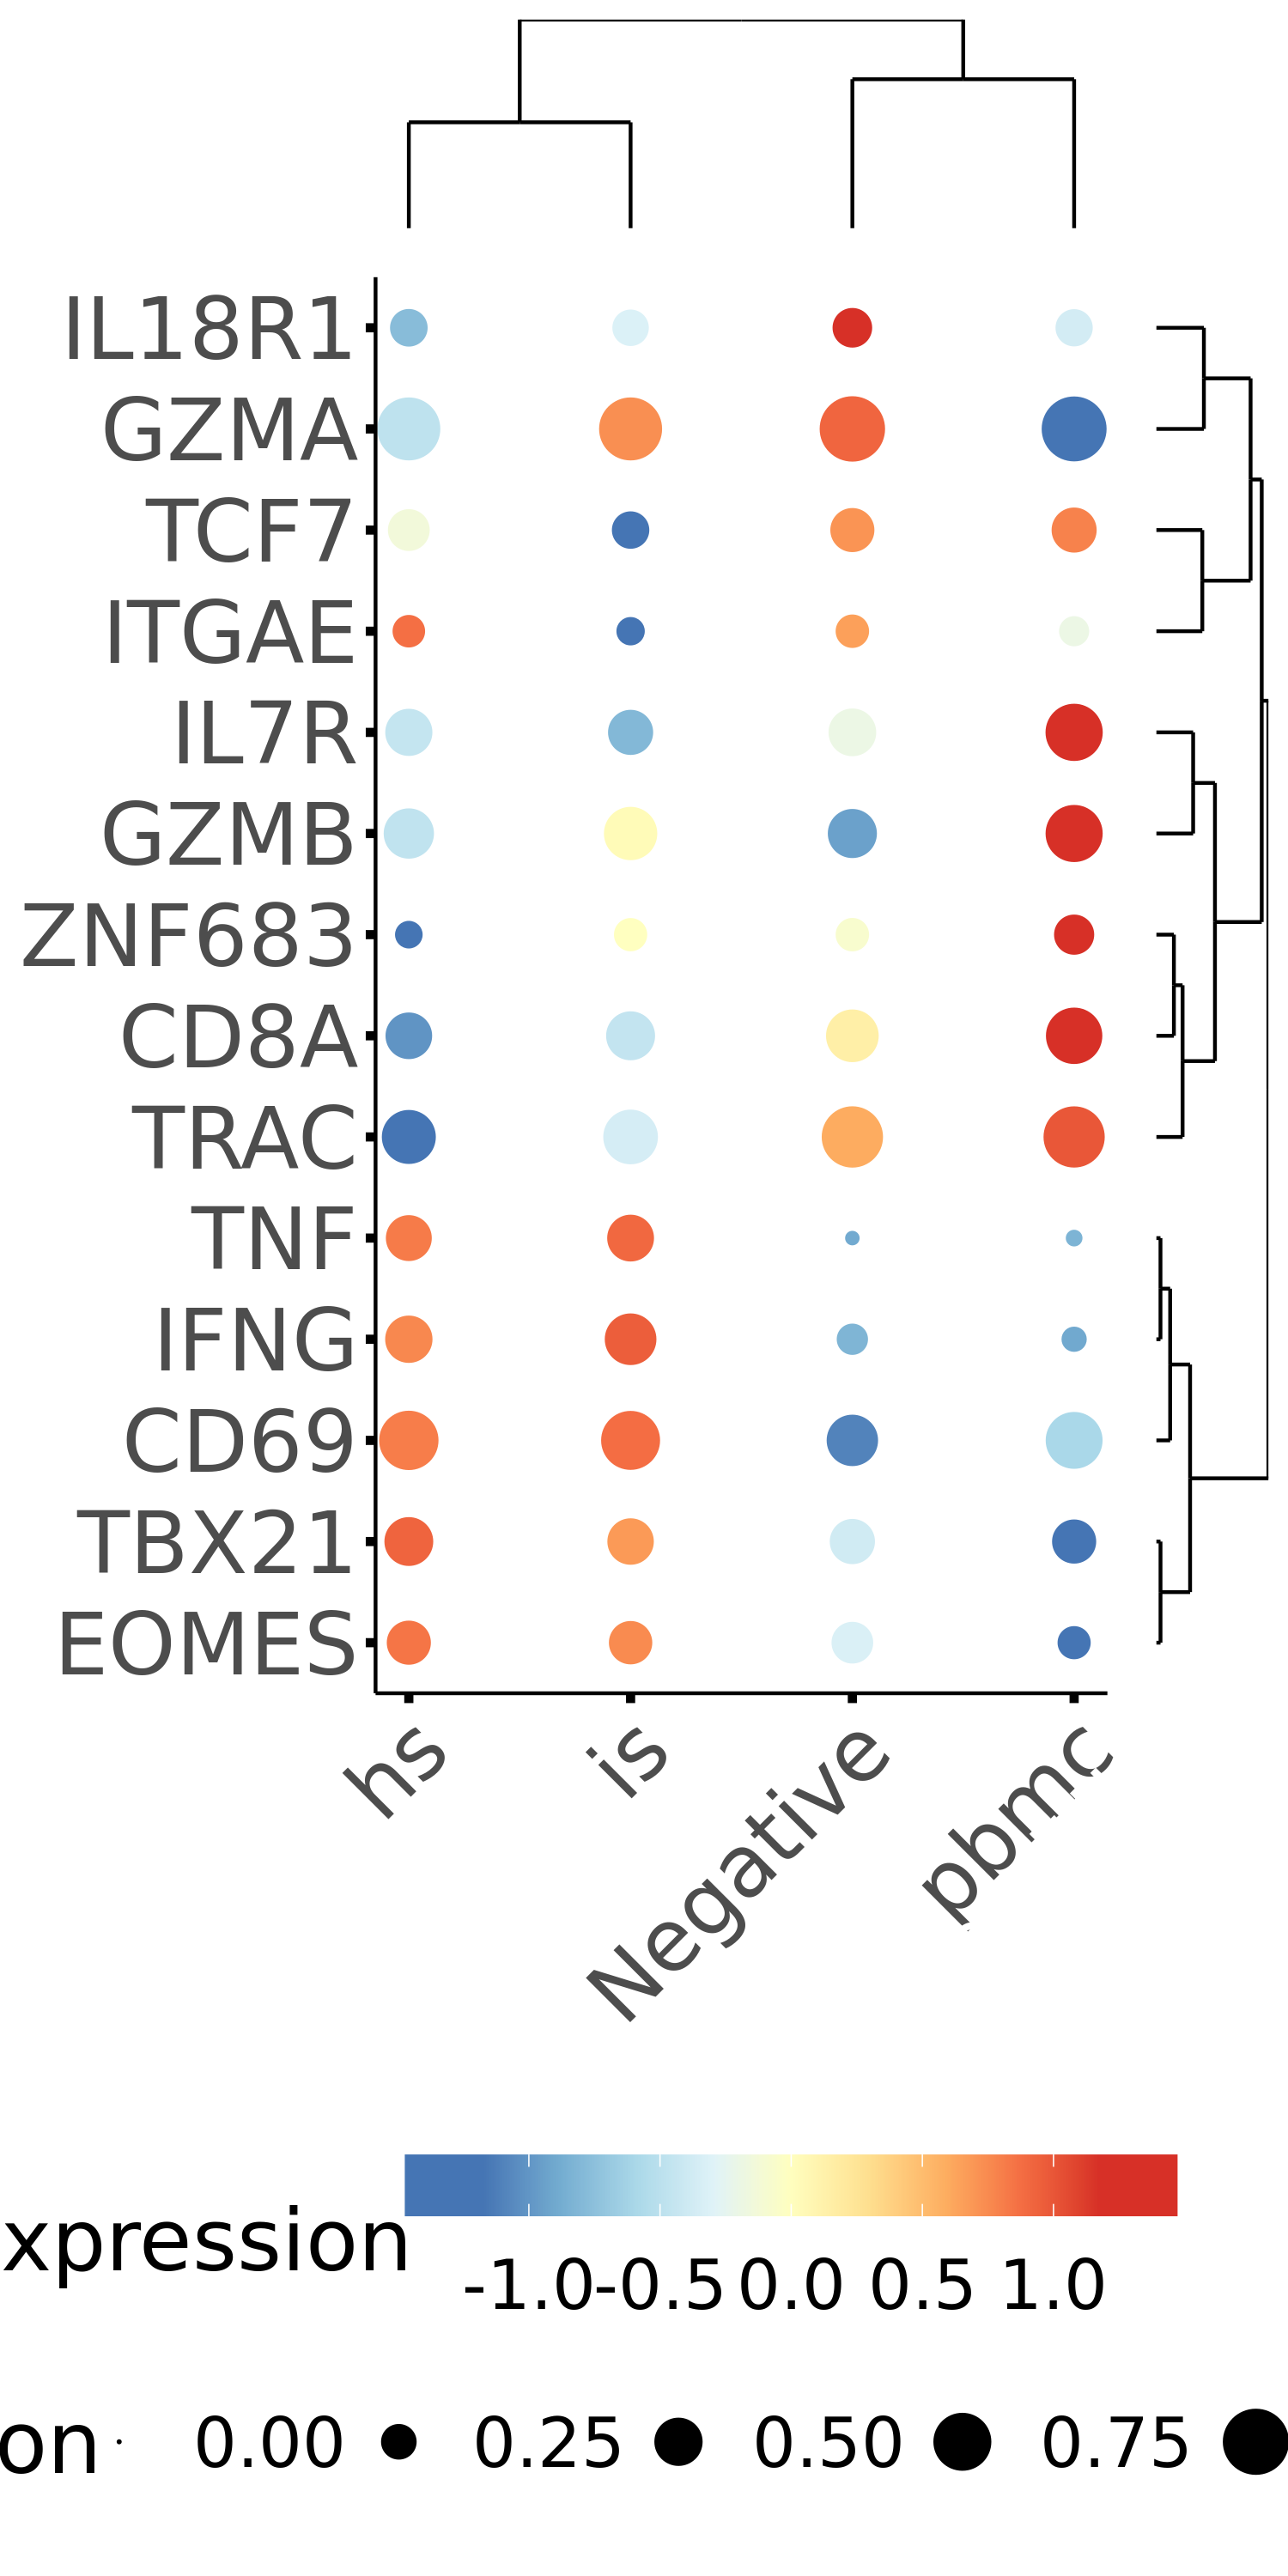 IL18R1
GZMA
TCF7
ITGAE
IL7R
GZMB
ZNF683
CD8A
TRAC
TNF
IFNG
CD69
TBX21
EOMES
hs is Negative pbmc
xpression
-1.0 -0.5 0.0 0.5 1.0
on 0.00 0.25 0.50 0.75